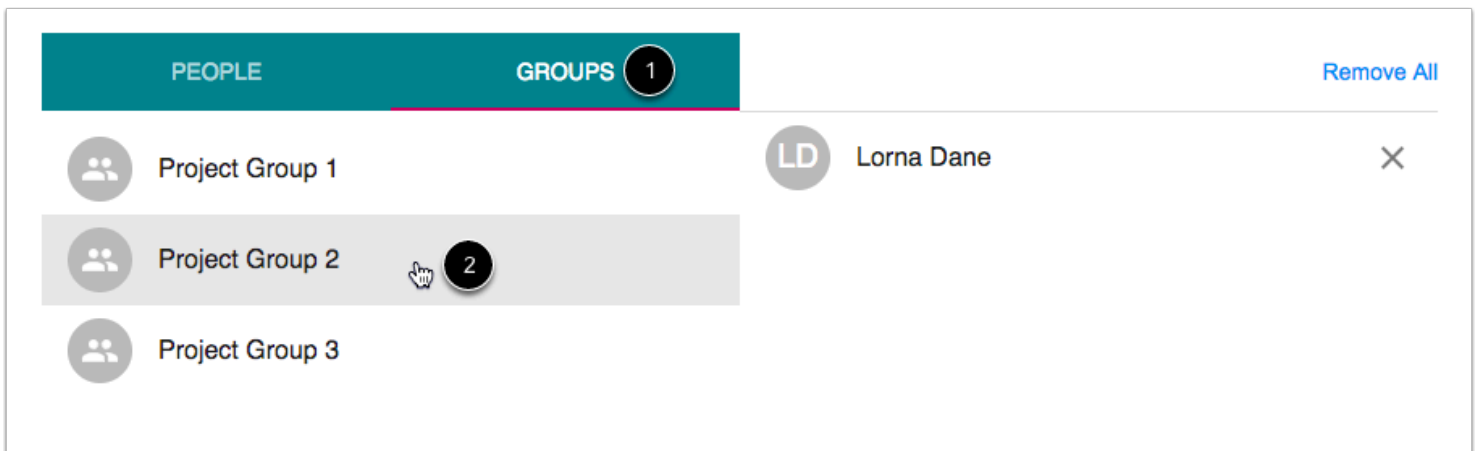 PEOPLE
GROUPS 1
Remove All
Project Group 1
LD Lorna Dane
Project Group 2
2
Project Group 3